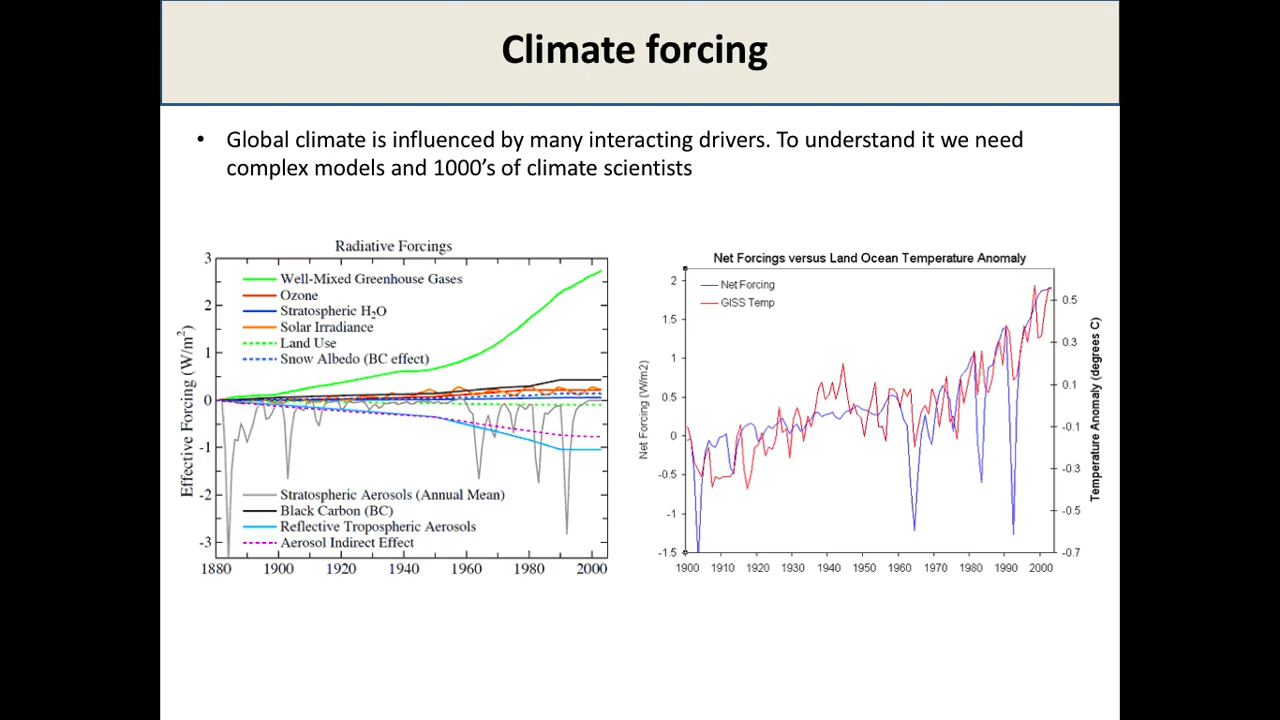 Climate forcing
• Global climate is influenced by many interacting drivers. To understand it we need
complex models and 1000’s of climate scientists
Radiative Forcings
3
2
1
0
-1
-2
-3
Effective Forcing (W/m²)
Well-Mixed Greenhouse Gases
Ozone
Stratospheric H₂O
Solar Irradiance
Land Use
Snow Albedo (BC effect)
Stratospheric Aerosols (Annual Mean)
Black Carbon (BC)
Reflective Tropospheric Aerosols
Aerosol Indirect Effect
1880 1900 1920 1940 1960 1980 2000
Net Forcings versus Land Ocean Temperature Anomaly
Net Forcing
GISS Temp
2
1.5
1
0.5
0
-0.5
-1
-1.5
Net Forcing (W/m2)
0.5
0.3
0.1
-0.1
-0.3
-0.5
-0.7
Temperature Anomaly (degrees C)
1900 1910 1920 1930 1940 1950 1960 1970 1980 1990 2000